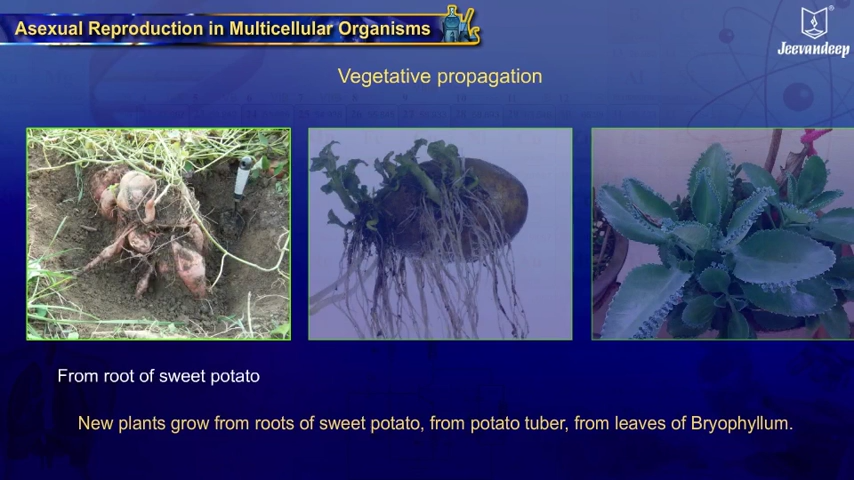 Asexual Reproduction in Multicellular Organisms
Jeevandeep
Vegetative propagation
From root of sweet potato
New plants grow from roots of sweet potato, from potato tuber, from leaves of Bryophyllum.